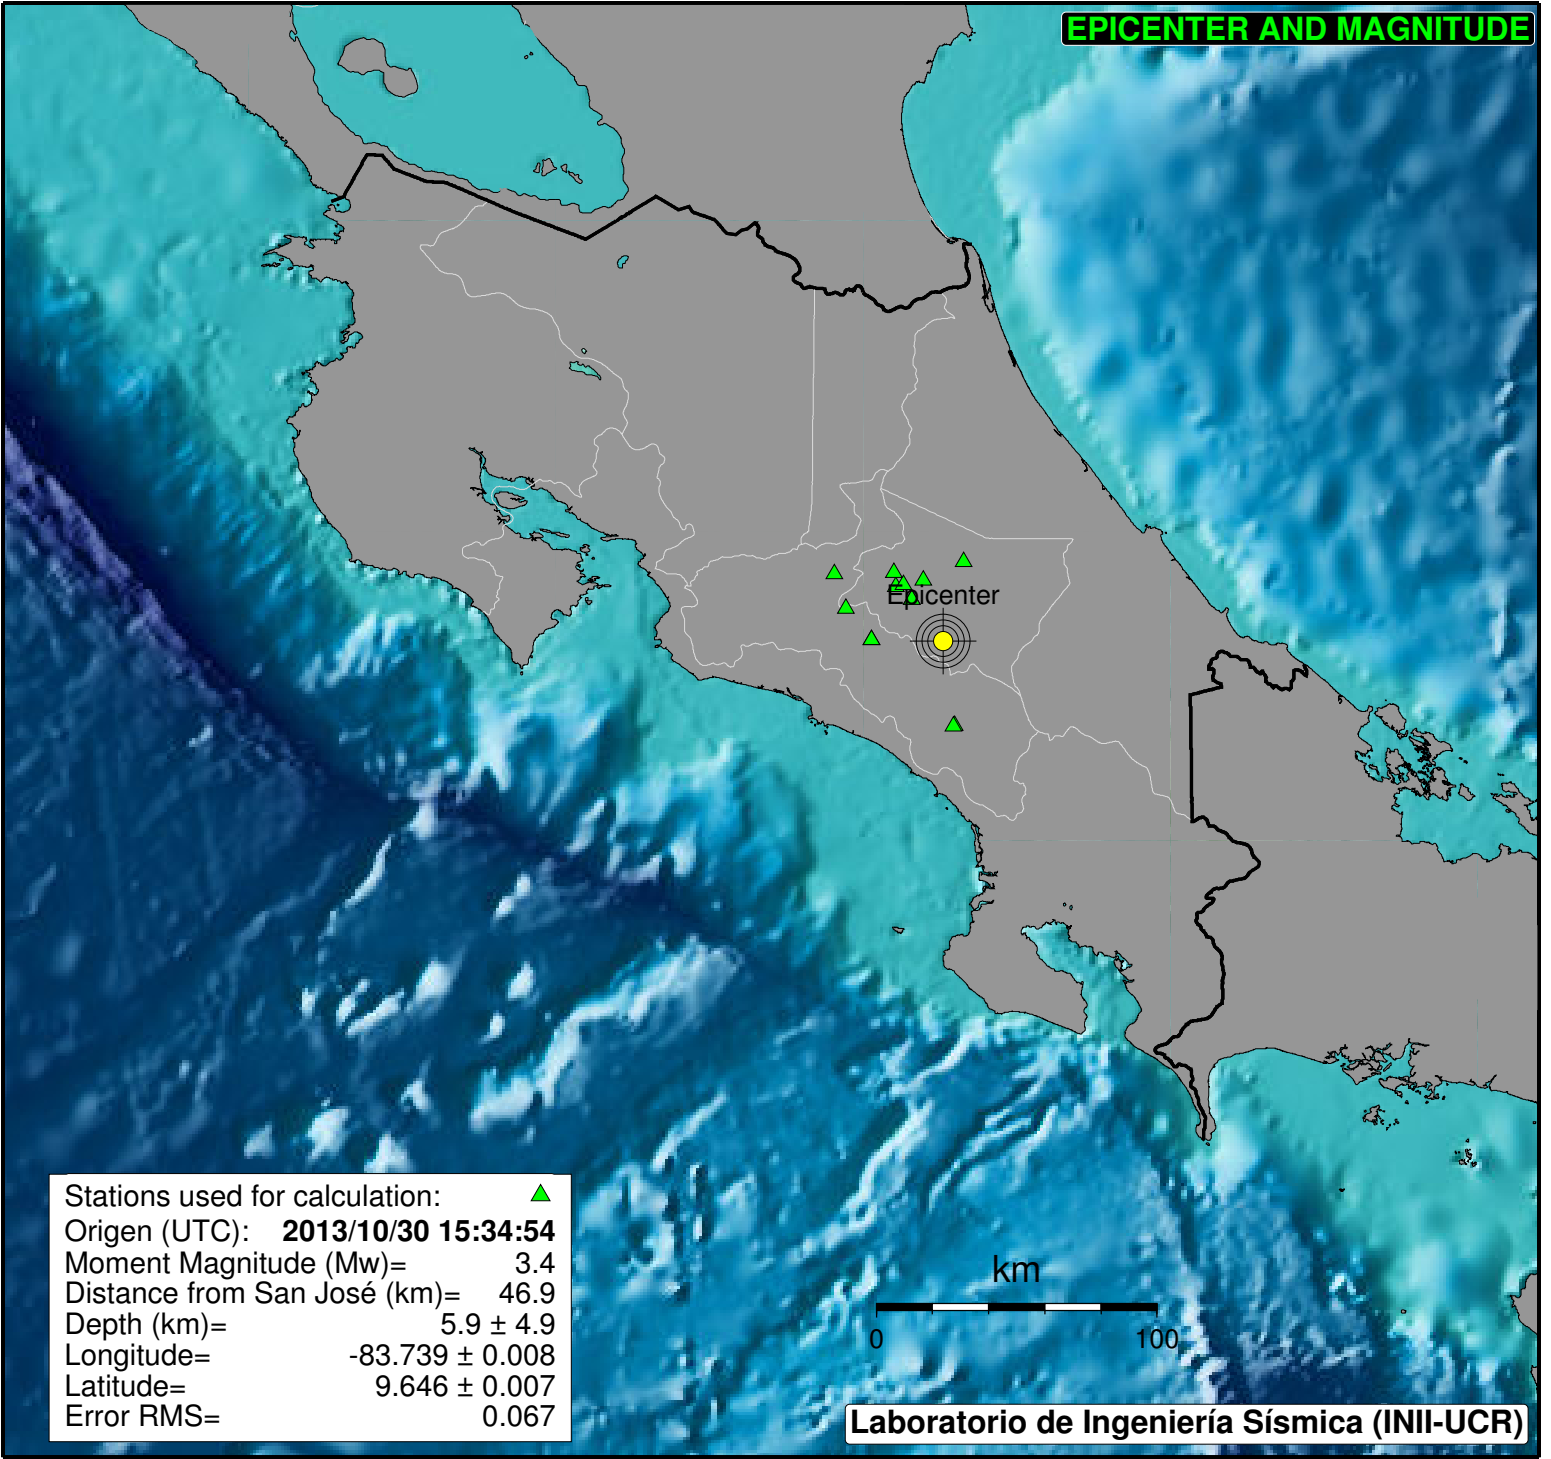 EPICENTER AND MAGNITUDE
Epicenter
Stations used for calculation:
Origen (UTC): 2013/10/30 15:34:54
Moment Magnitude (Mw)= 3.4
Distance from San José (km)= 46.9
Depth (km)= 5.9 ± 4.9
Longitude= -83.739 ± 0.008
Latitude= 9.646 ± 0.007
Error RMS= 0.067
km
0 100
Laboratorio de Ingeniería Sísmica (INII-UCR)